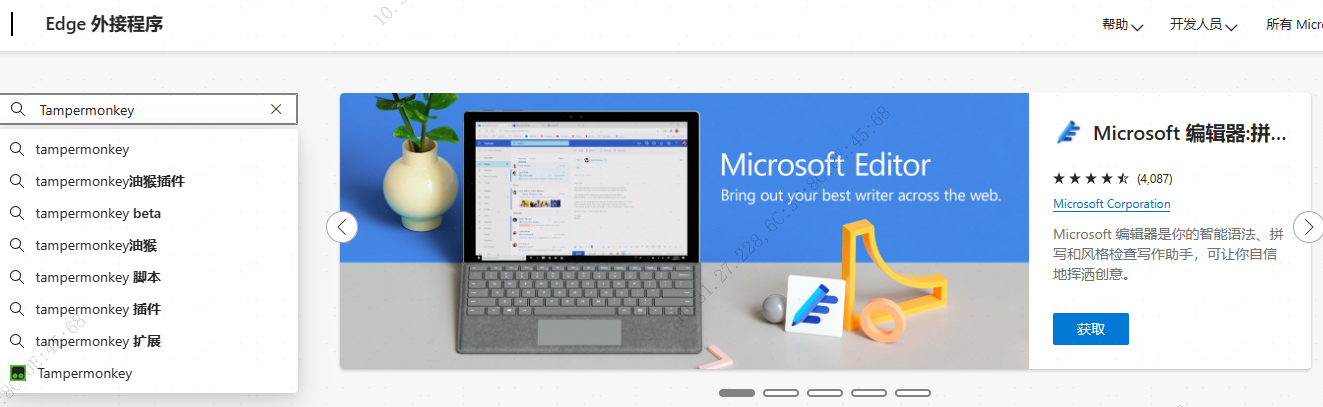 Edge 外接程序
帮助
开发人员
所有 Micr
Tampermonkey
tampermonkey
tampermonkey油猴插件
tampermonkey beta
tampermonkey油猴
tampermonkey 脚本
tampermonkey 插件
tampermonkey 扩展
Tampermonkey
Microsoft Editor
Bring out your best writer across the web.
Microsoft 编辑器:拼...
(4,087)
Microsoft Corporation
Microsoft 编辑器是你的智能语法、拼
写和风格检查写作助手，可让你自信
地挥洒创意。
获取